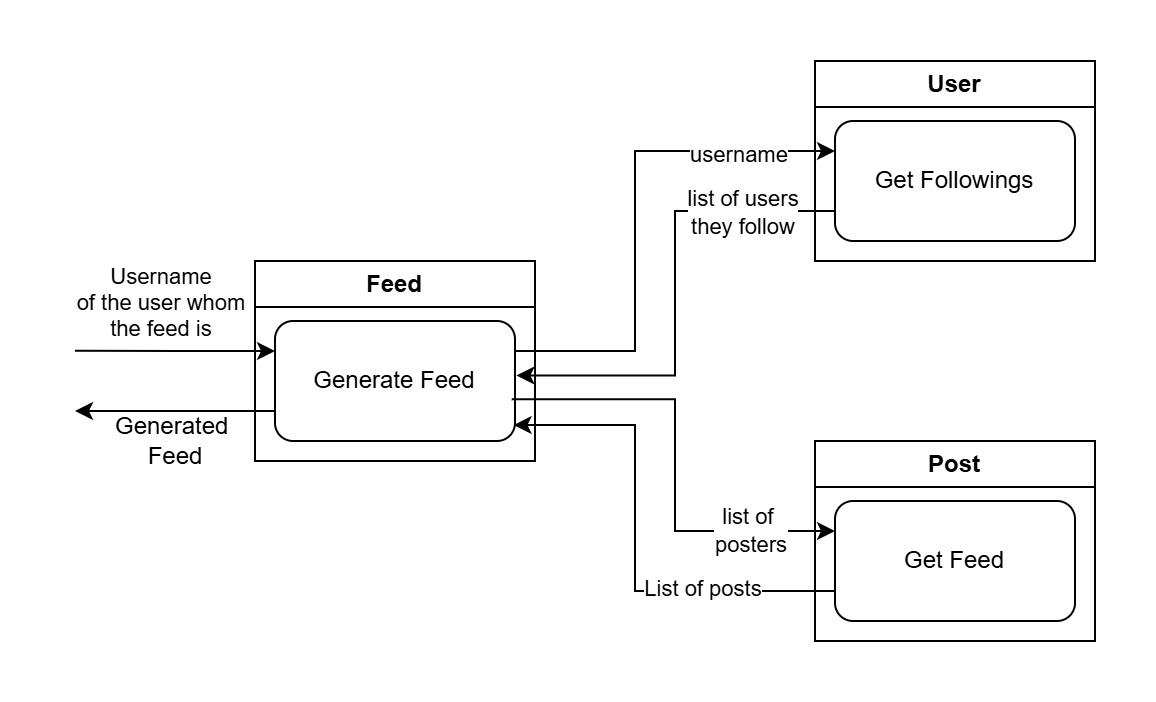 User
username
Get Followings
list of users
they follow
Username
of the user whom
the feed is
Feed
Generate Feed
Generated
Feed
Post
list of
posters
Get Feed
List of posts